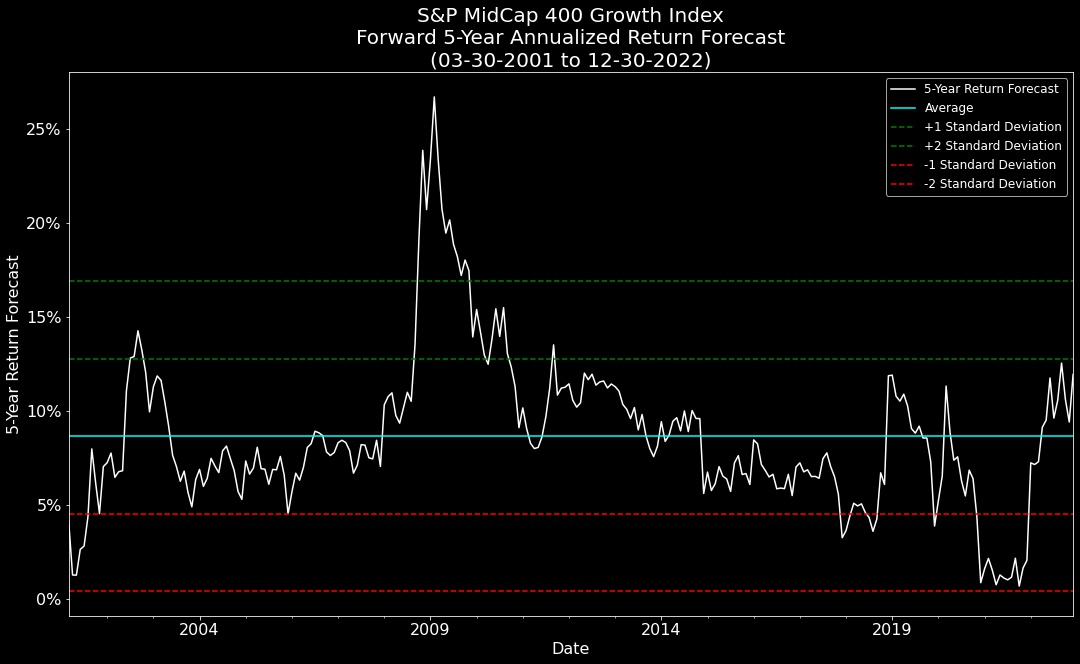 S&P MidCap 400 Growth Index
Forward 5-Year Annualized Return Forecast
(03-30-2001 to 12-30-2022)
5-Year Return Forecast
Average
+1 Standard Deviation
+2 Standard Deviation
-1 Standard Deviation
-2 Standard Deviation
5-Year Return Forecast
25%
20%
15%
10%
5%
0%
2004
2009
2014
2019
Date